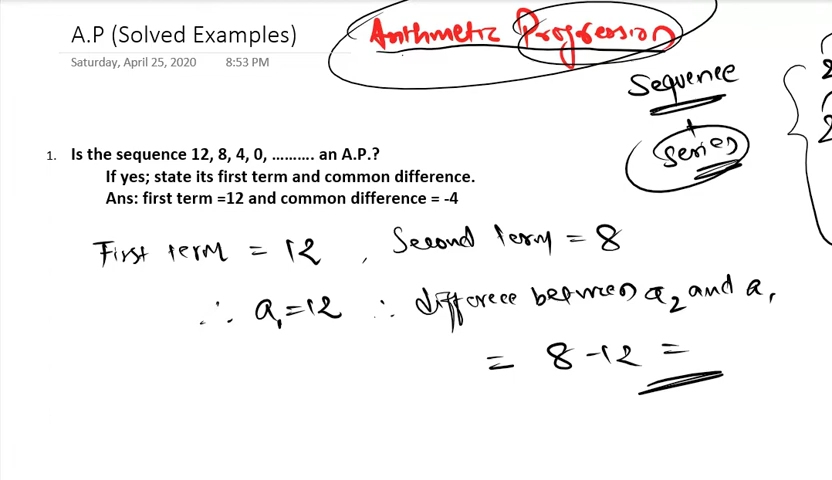 A.P (Solved Examples)
Arithmetic Progression
Saturday, April 25, 2020 8:53 PM
Sequence
+
Series
1. Is the sequence 12, 8, 4, 0, .......... an A.P.?
If yes; state its first term and common difference.
Ans: first term =12 and common difference = -4
First term = 12 , Second term = 8
∴ a₁ = 12 ∴ differece between a₂ and a₁
= 8 - 12 =